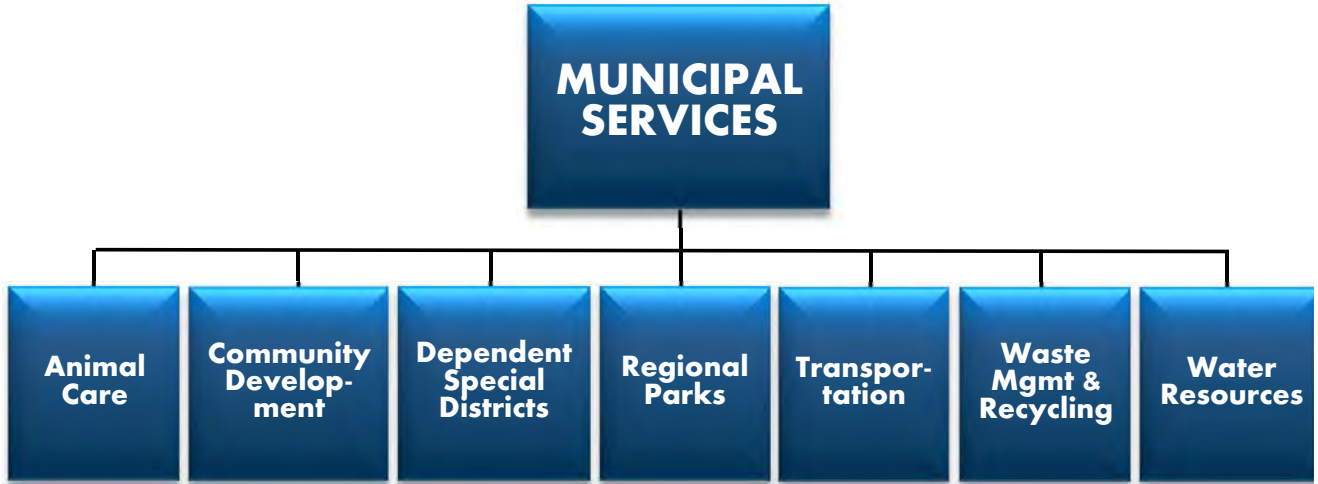 MUNICIPAL
SERVICES
Animal
Care
Community
Develop-
ment
Dependent
Special
Districts
Regional
Parks
Transpor-
tation
Waste
Mgmt &
Recycling
Water
Resources